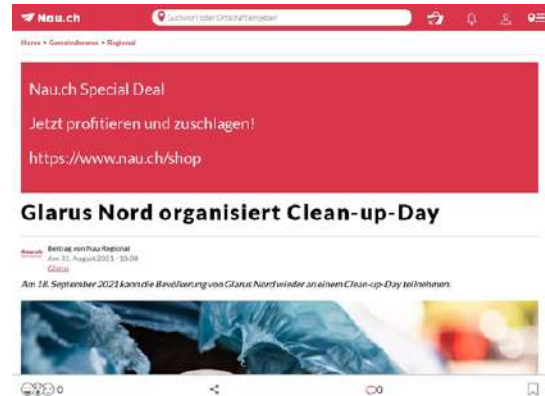 Nau.ch
Suchwort oder Ortschaft eingeben
Home • Gemeindenews • Regional
Nau.ch Special Deal
Jetzt profitieren und zuschlagen!
https://www.nau.ch/shop
Glarus Nord organisiert Clean-up-Day
Nau.ch
Beitrag von Nau Regional
Am 31. August 2021 - 10:08
Glarus
Am 18. September 2021 kann die Bevölkerung von Glarus Nord wieder an einem Clean-up-Day teilnehmen.
0
0